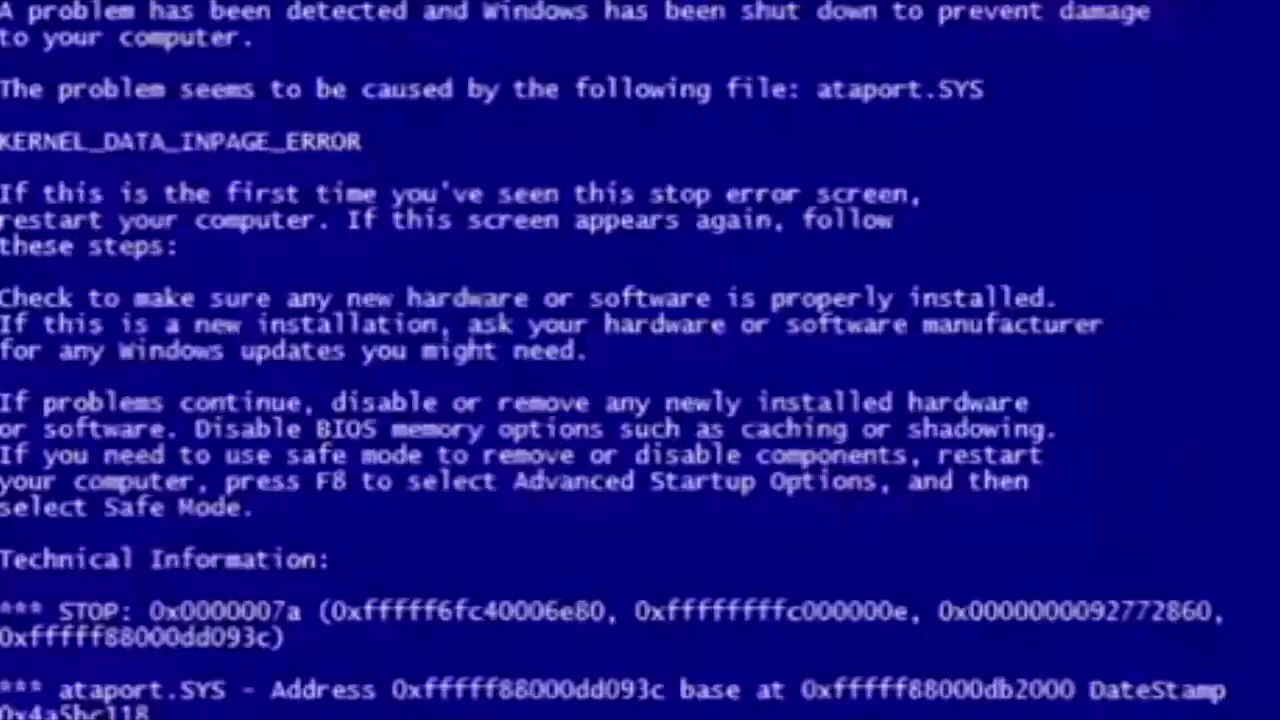 A problem has been detected and Windows has been shut down to prevent damage
to your computer.
The problem seems to be caused by the following file: ataport.SYS
KERNEL_DATA_INPAGE_ERROR
If this is the first time you've seen this stop error screen,
restart your computer. If this screen appears again, follow
these steps:
Check to make sure any new hardware or software is properly installed.
If this is a new installation, ask your hardware or software manufacturer
for any Windows updates you might need.
If problems continue, disable or remove any newly installed hardware
or software. Disable BIOS memory options such as caching or shadowing.
If you need to use safe mode to remove or disable components, restart
your computer, press F8 to select Advanced Startup Options, and then
select Safe Mode.
Technical Information:
*** STOP: 0x0000007a (0xfffff6fc40006e80, 0xffffffffc000000e, 0x0000000092772860,
0xfffff88000dd093c)
*** ataport.SYS - Address 0xfffff88000dd093c base at 0xfffff88000db2000 DateStamp
0x4a5bc118